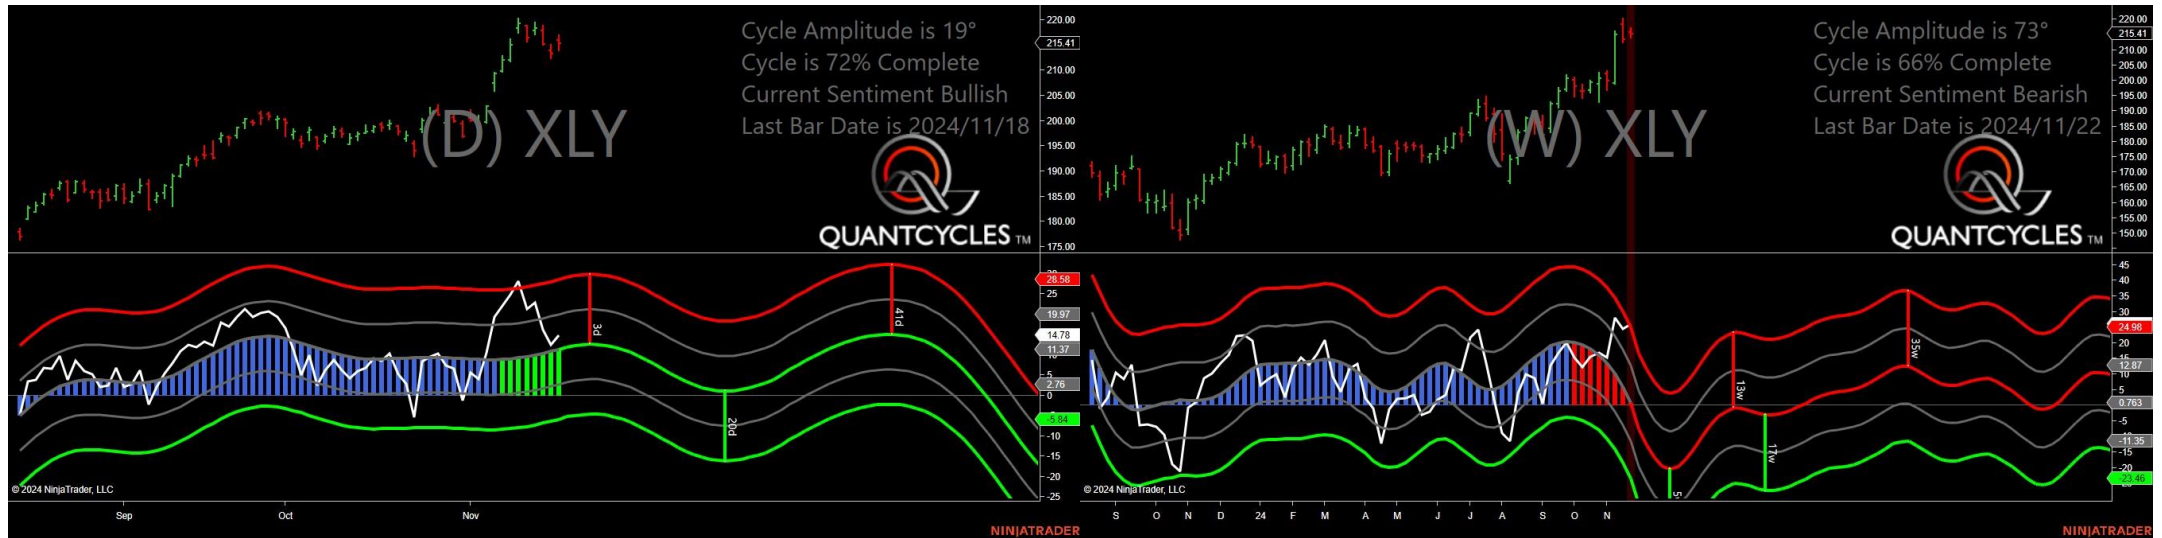 Cycle Amplitude is 19°
Cycle is 72% Complete
Current Sentiment Bullish
Last Bar Date is 2024/11/18
(D) XLY
QUANTCYCLES TM
220.00
215.41
210.00
205.00
200.00
195.00
190.00
185.00
180.00
175.00
28.58
25
19.97
14.78
11.37
5
2.76
0
-5.84
-10
-15
-20
-25
3d
20d
41d
© 2024 NinjaTrader, LLC
Sep Oct Nov
NINJATRADER
Cycle Amplitude is 73°
Cycle is 66% Complete
Current Sentiment Bearish
Last Bar Date is 2024/11/22
(W) XLY
QUANTCYCLES TM
220.00
215.41
210.00
205.00
200.00
195.00
190.00
185.00
180.00
175.00
170.00
165.00
160.00
155.00
150.00
45
40
35
30
24.98
20
15
12.87
10
5
0.763
-5
-11.35
-15
-20
-23.46
5
13w
17w
35w
© 2024 NinjaTrader, LLC
S O N D 24 F M A M J J A S O N
NINJATRADER